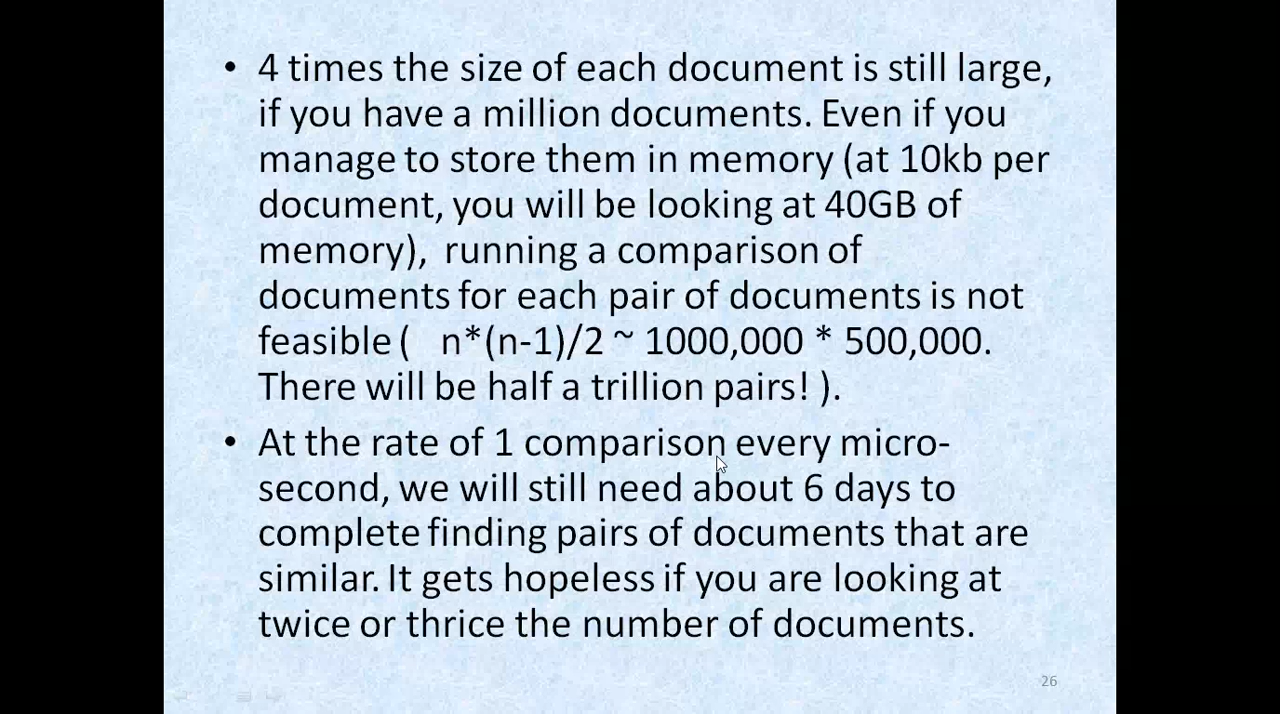 • 4 times the size of each document is still large,
if you have a million documents. Even if you
manage to store them in memory (at 10kb per
document, you will be looking at 40GB of
memory),  running a comparison of
documents for each pair of documents is not
feasible (   n*(n-1)/2 ~ 1000,000 * 500,000.
There will be half a trillion pairs! ).
• At the rate of 1 comparison every micro-
second, we will still need about 6 days to
complete finding pairs of documents that are
similar. It gets hopeless if you are looking at
twice or thrice the number of documents.
26